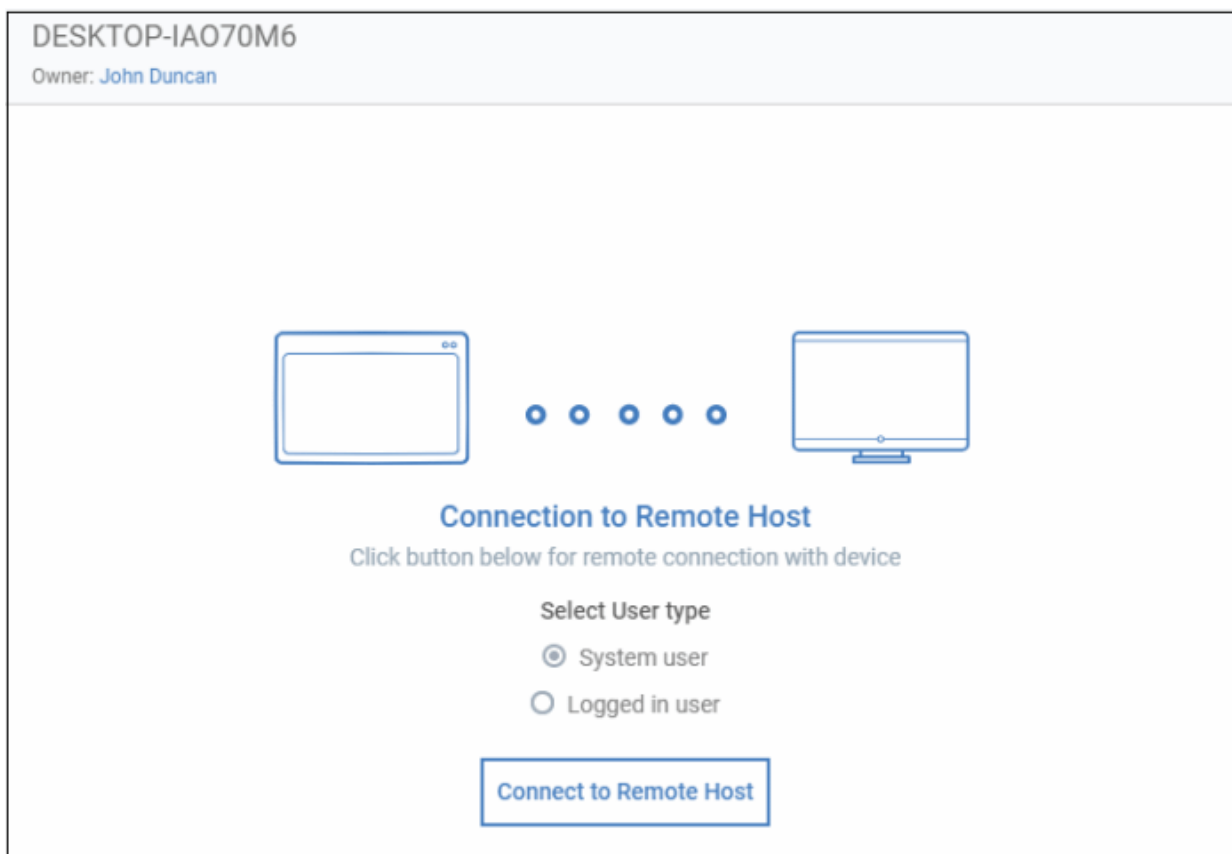 DESKTOP-IAO70M6
Owner: John Duncan
Connection to Remote Host
Click button below for remote connection with device
Select User type
System user
Logged in user
Connect to Remote Host